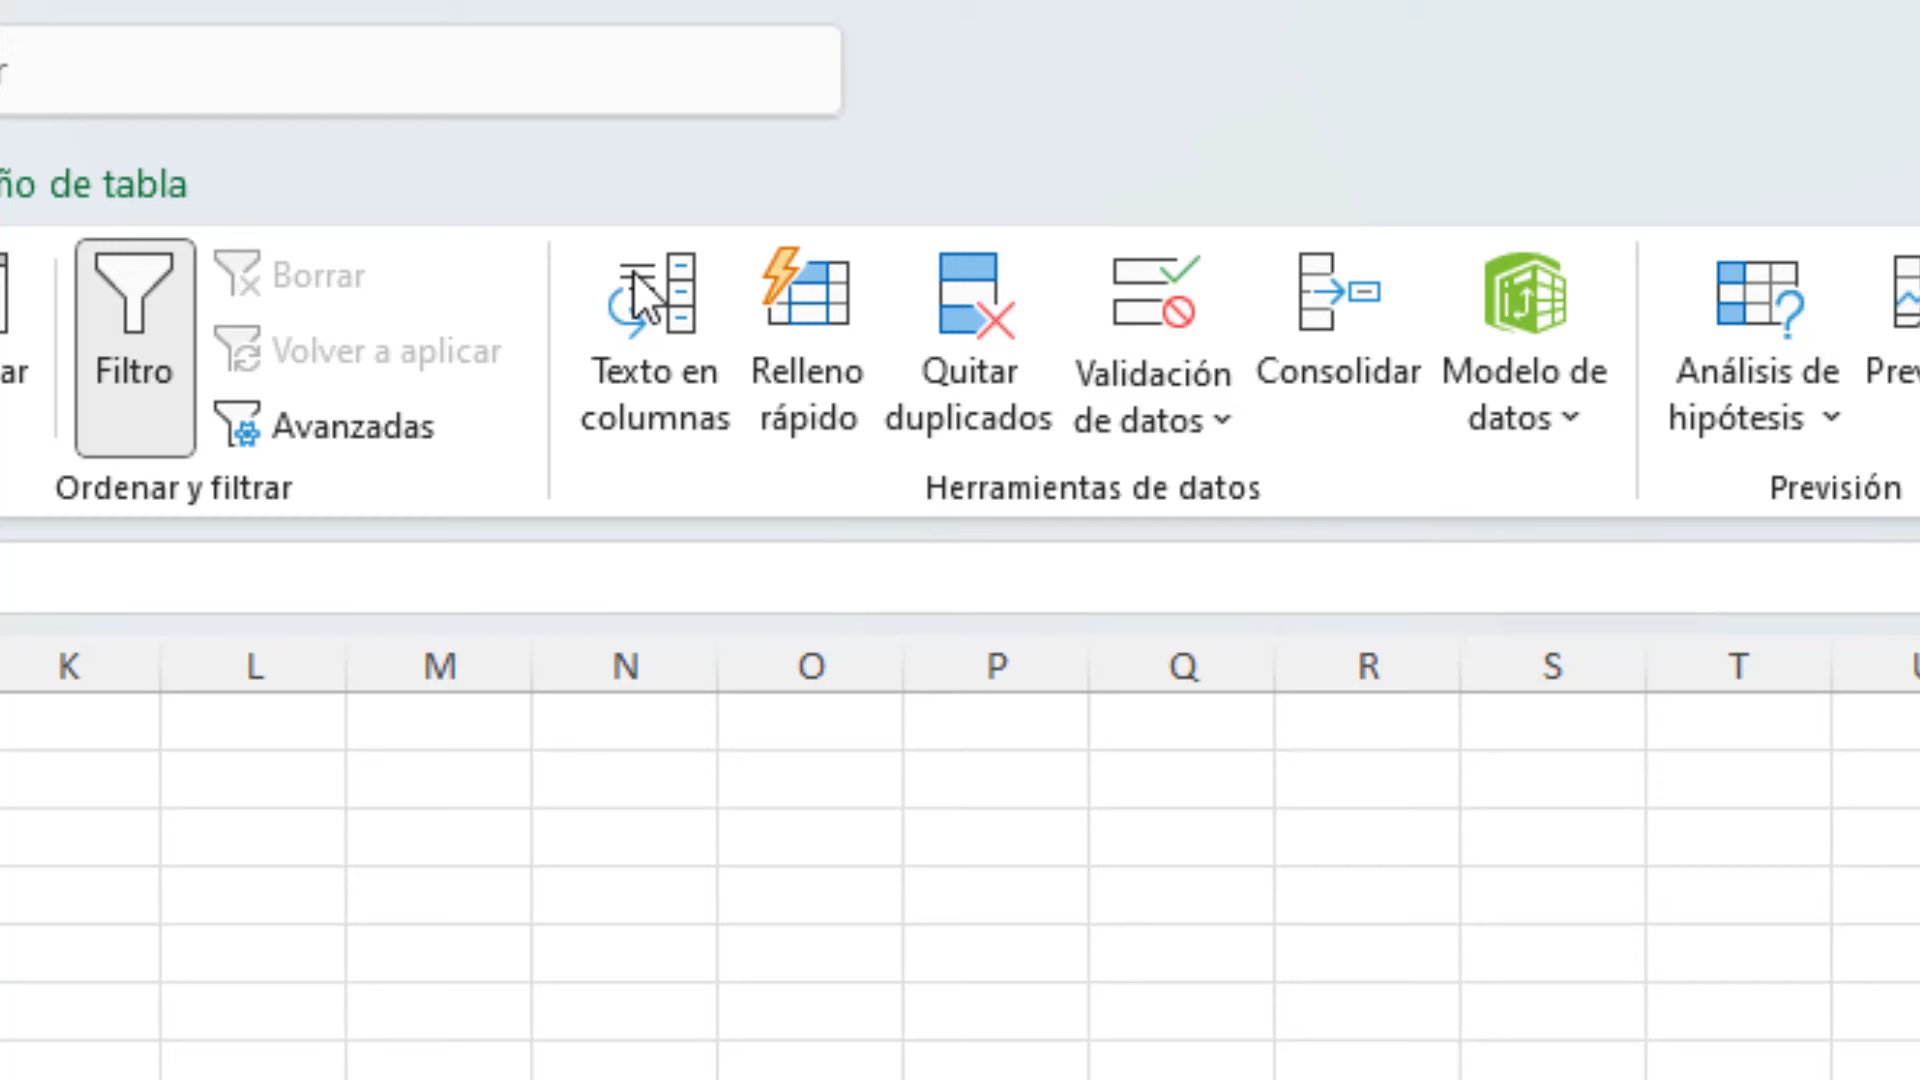 ño de tabla
Filtro
Borrar
Volver a aplicar
Avanzadas
Ordenar y filtrar
Texto en
columnas
Relleno
rápido
Quitar
duplicados
Validación
de datos
Consolidar
Modelo de
datos
Herramientas de datos
Análisis de
hipótesis
Previsión
K L M N O P Q R S T